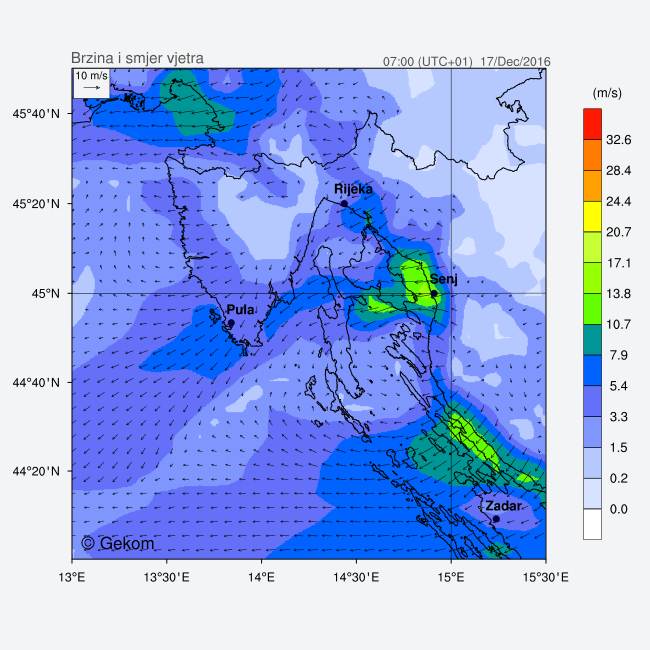 Brzina i smjer vjetra
07:00 (UTC+01) 17/Dec/2016
10 m/s
(m/s)
45°40'N
45°20'N
45°N
44°40'N
44°20'N
Rijeka
Senj
Pula
Zadar
© Gekom
13°E
13°30'E
14°E
14°30'E
15°E
15°30'E
32.6
28.4
24.4
20.7
17.1
13.8
10.7
7.9
5.4
3.3
1.5
0.2
0.0